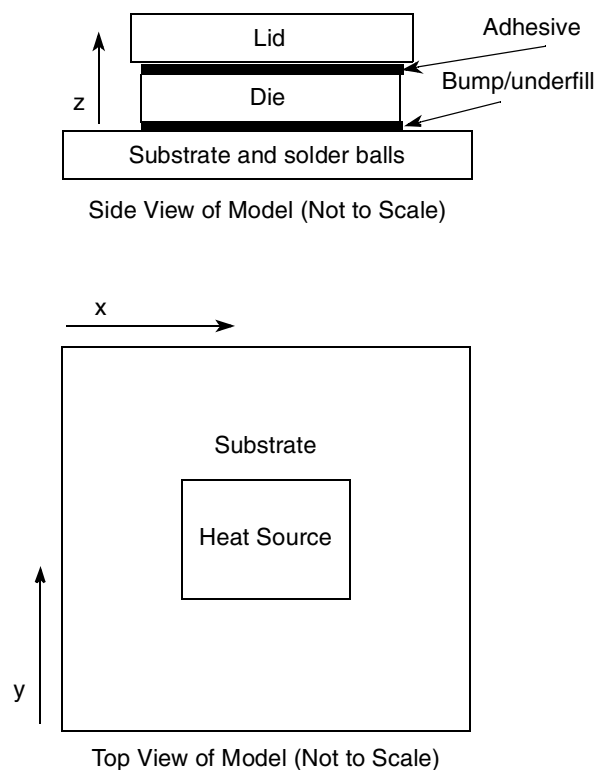 Lid
Adhesive
Bump/underfill
z
Die
Substrate and solder balls
Side View of Model (Not to Scale)
x
Substrate
Heat Source
y
Top View of Model (Not to Scale)